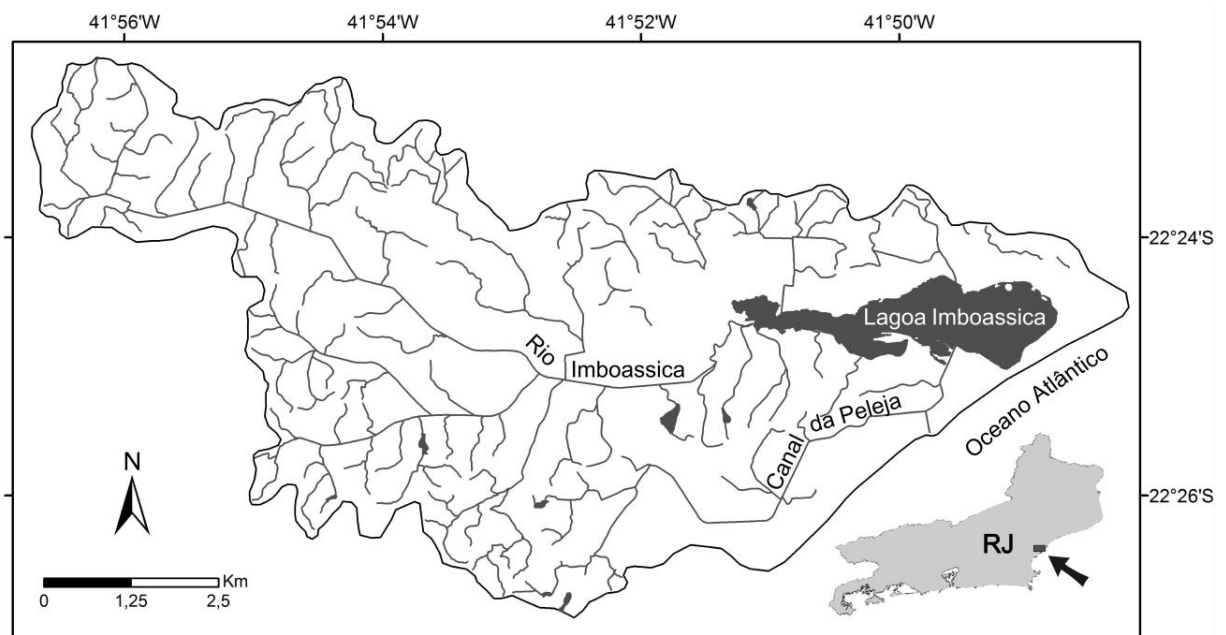 41°56'W
41°54'W
41°52'W
41°50'W
22°24'S
Lagoa Imboassica
Rio
Imboassica
Canal
da Peleja
Oceano Atlântico
22°26'S
N
RJ
Km
0
1,25
2,5